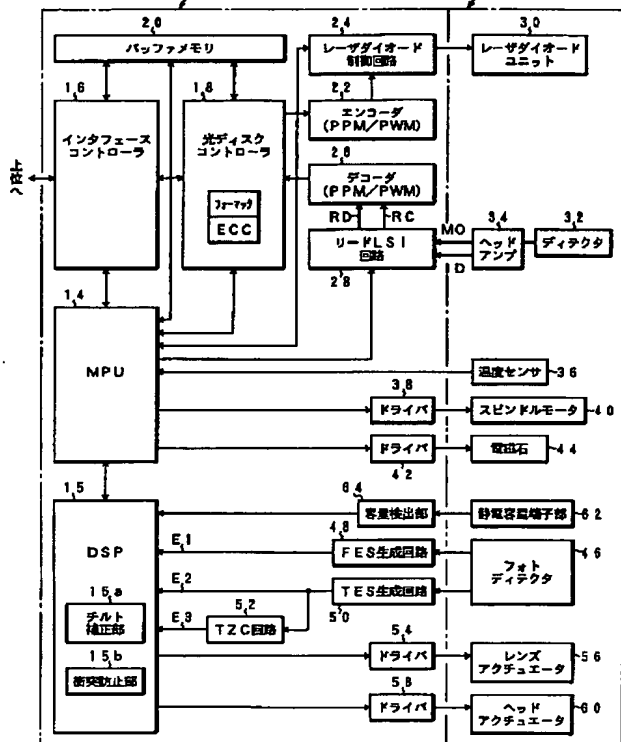 20
バッファメモリ
24
レーザダイオード
制御回路
30
レーザダイオード
ユニット
16
インタフェース
コントローラ
18
光ディスク
コントローラ
フォーマッタ
ECC
22
エンコーダ
(PPM/PWM)
26
デコーダ
(PPM/PWM)
RD
RC
リードLSI
回路
28
MO
ID
34
ヘッド
アンプ
32
ディテクタ
14
MPU
温度センサ
36
38
ドライバ
スピンドルモータ
40
ドライバ
42
電磁石
44
15
DSP
64
容量検出部
静電容量端子部
62
E1
48
FES生成回路
46
フォト
ディテクタ
E2
TES生成回路
50
15a
チルト
補正部
E3
52
TZC回路
15b
衝突防止部
54
ドライバ
レンズ
アクチュエータ
56
58
ドライバ
ヘッド
アクチュエータ
60